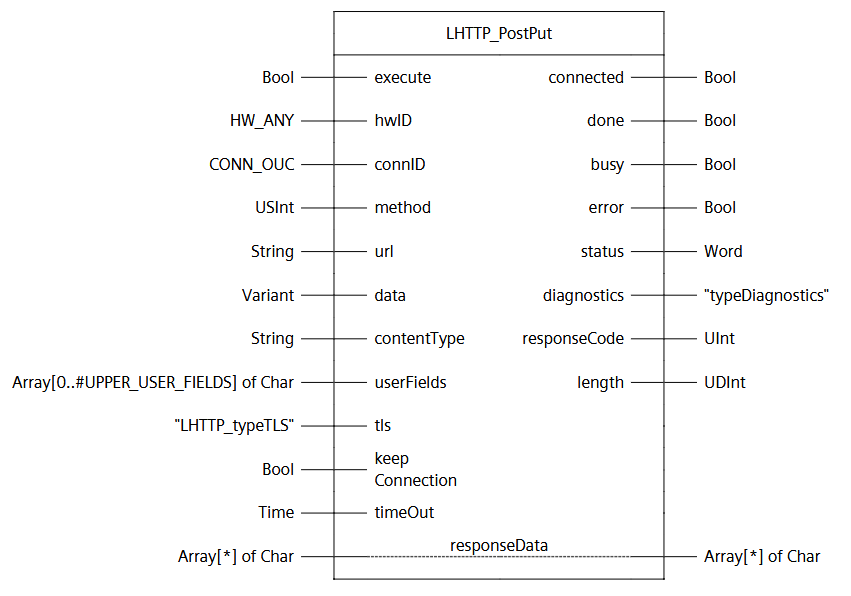 LHTTP_PostPut
Bool execute connected Bool
HW_ANY hwID done Bool
CONN_OUC connID busy Bool
USInt method error Bool
String url status Word
Variant data diagnostics "typeDiagnostics"
String contentType responseCode UInt
Array[0..#UPPER_USER_FIELDS] of Char userFields length UDInt
"LHTTP_typeTLS" tls
Bool keep
Connection
Time timeOut
Array[*] of Char responseData Array[*] of Char